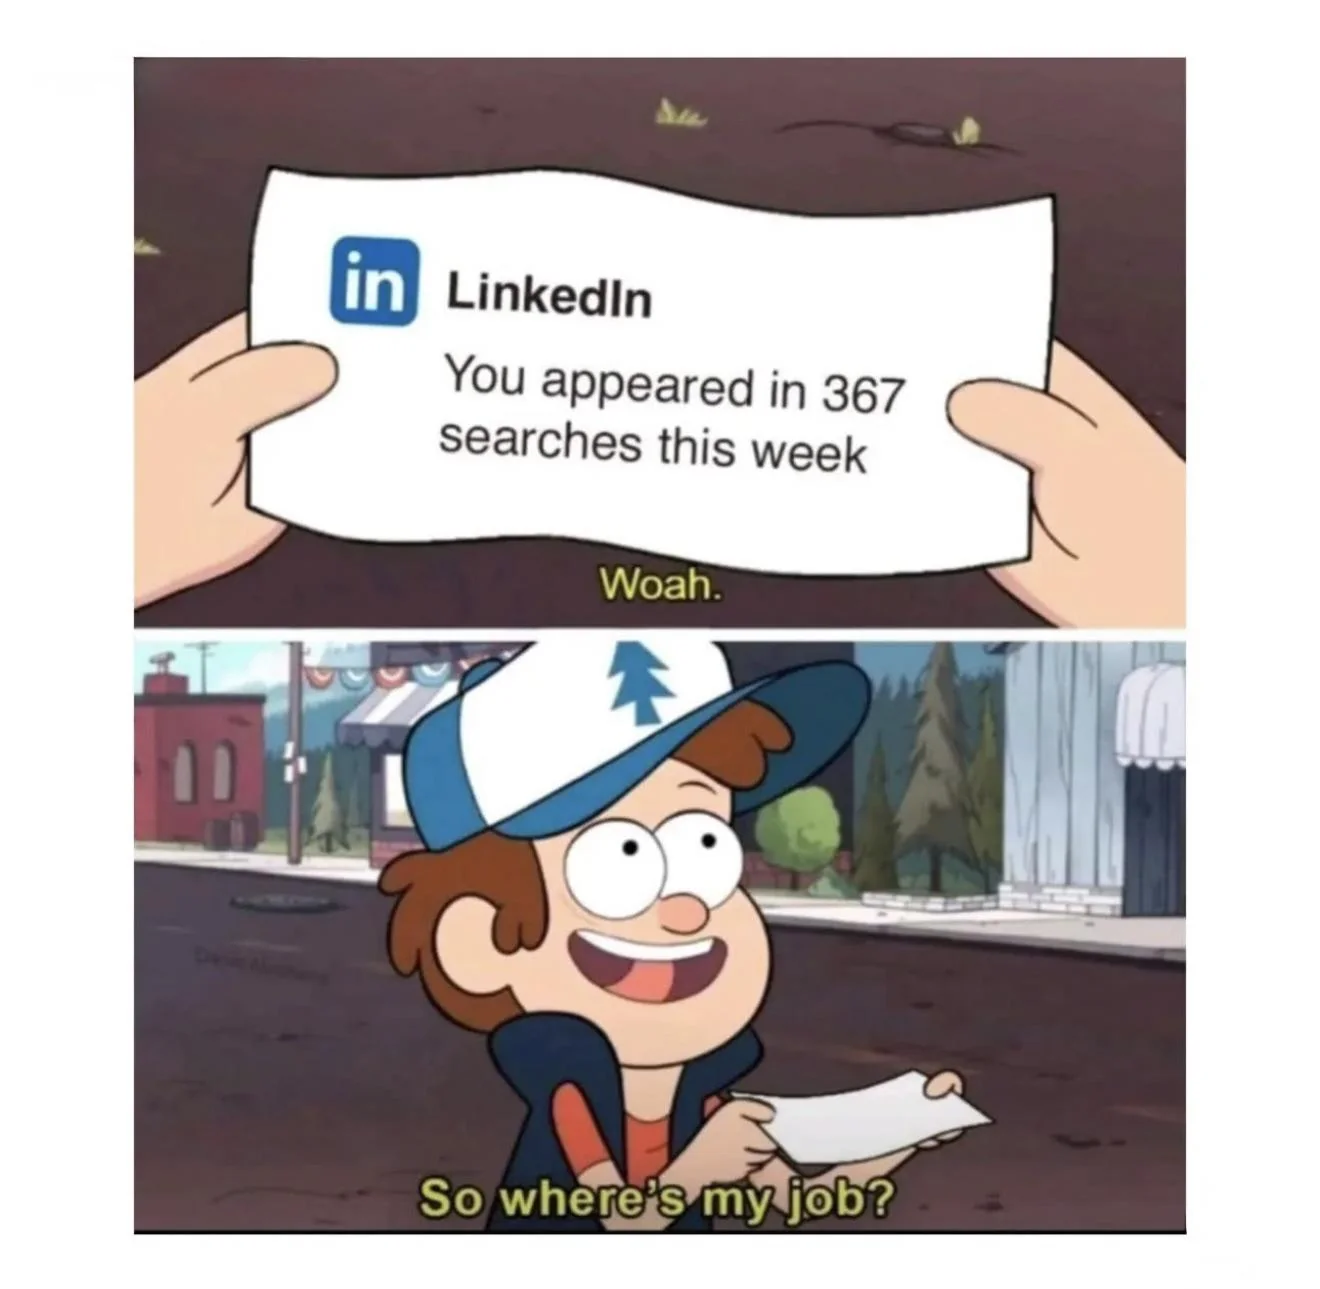 in LinkedIn
You appeared in 367
searches this week
Woah.
So where's my job?